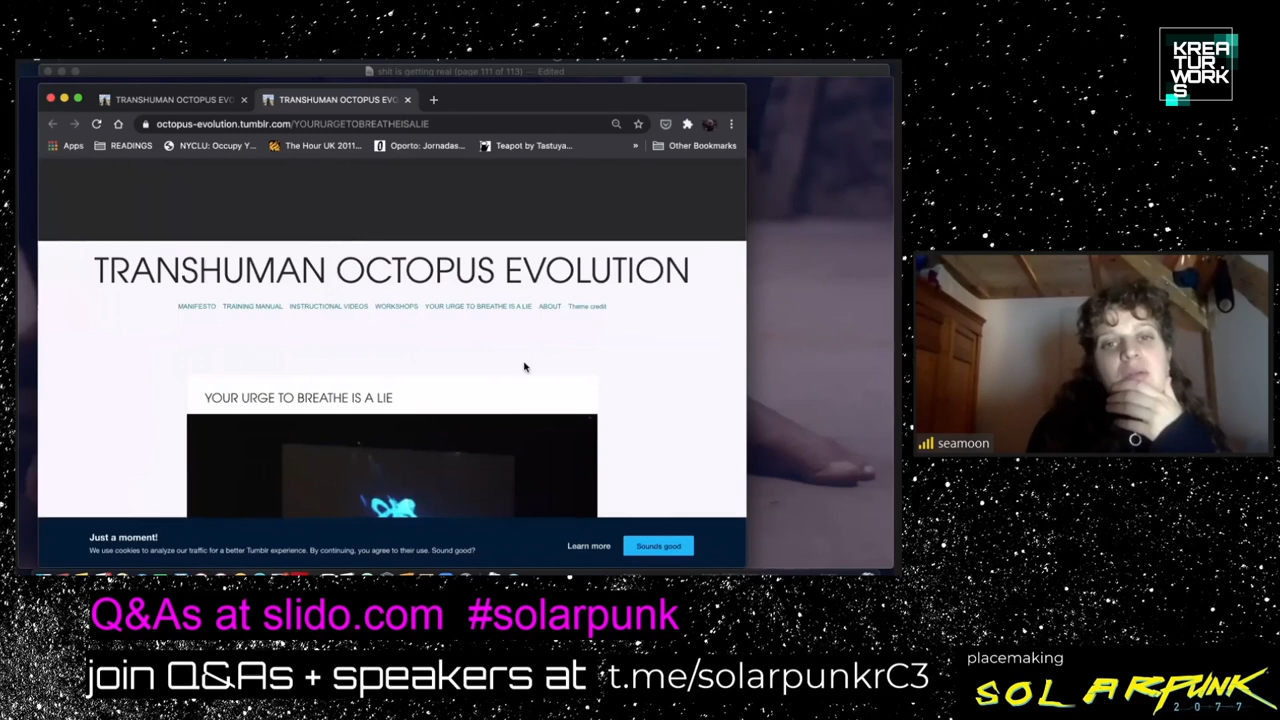 KREA
TUR
WORK
S
shit is getting real (page 111 of 113) — Edited
TRANSHUMAN OCTOPUS EVO
TRANSHUMAN OCTOPUS EVO
octopus-evolution.tumblr.com/YOURURGETOBREATHEISALIE
Apps READINGS NYCLU: Occupy Y... The Hour UK 2011... Oporto: Jornadas... Teapot by Tastuya... » Other Bookmarks
TRANSHUMAN OCTOPUS EVOLUTION
MANIFESTO TRAINING MANUAL INSTRUCTIONAL VIDEOS WORKSHOPS YOUR URGE TO BREATHE IS A LIE ABOUT Theme credit
YOUR URGE TO BREATHE IS A LIE
Just a moment!
We use cookies to analyze our traffic for a better Tumblr experience. By continuing, you agree to their use. Sound good?
Learn more
Sounds good
seamoon
Q&As at slido.com #solarpunk
join Q&As + speakers at t.me/solarpunkrC3
placemaking
SOLARPUNK
2077